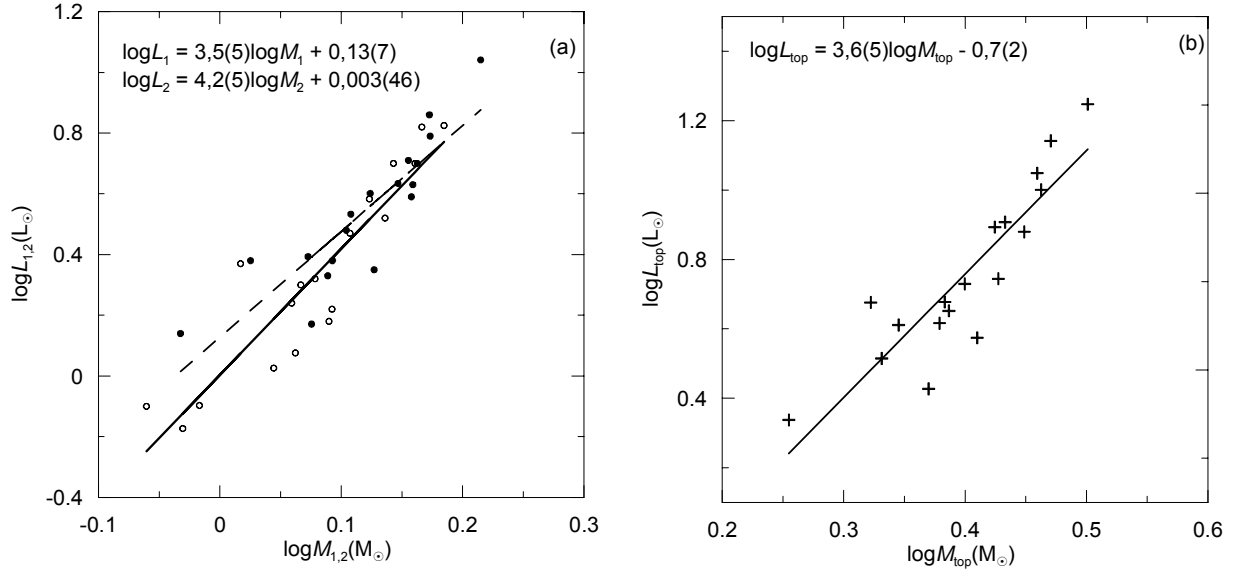 logL₁ = 3,5(5)logM₁ + 0,13(7)
logL₂ = 4,2(5)logM₂ + 0,003(46)
(a)
1.2
0.8
0.4
0
-0.4
logL₁,₂(L☉)
-0.1
0
0.1
0.2
0.3
logM₁,₂(M☉)
logLtop = 3,6(5)logMtop - 0,7(2)
(b)
1.2
0.8
0.4
logLtop(L☉)
0.2
0.3
0.4
0.5
0.6
logMtop(M☉)